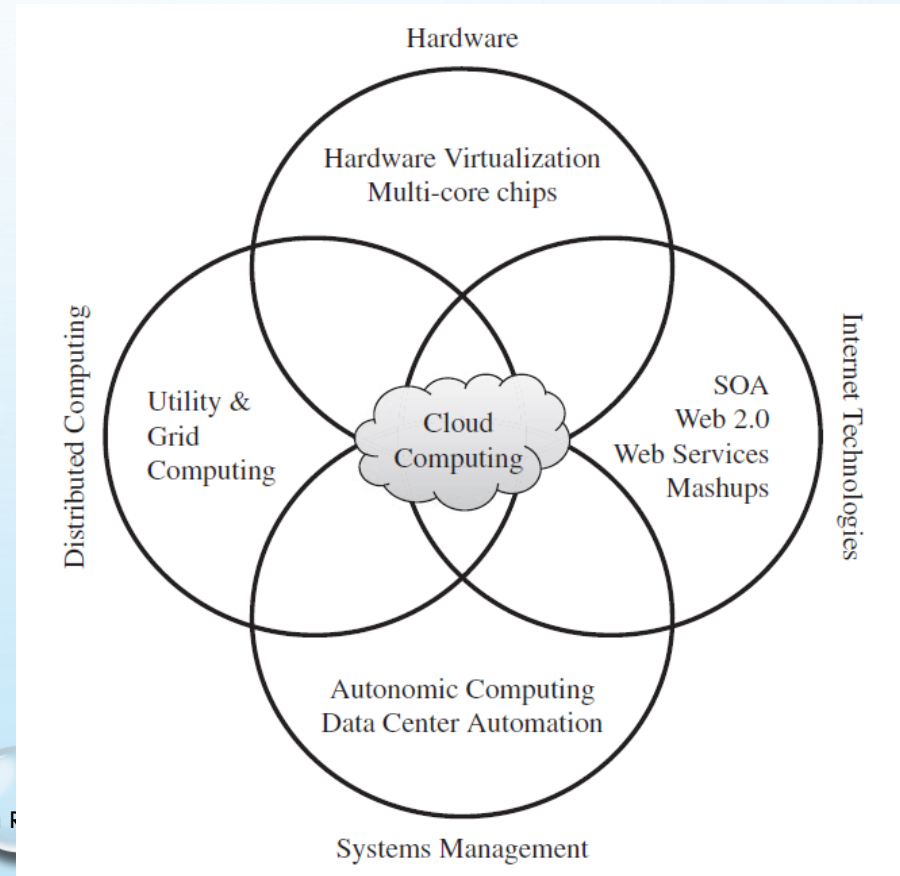 Hardware
Hardware Virtualization
Multi-core chips
Distributed Computing
Utility &
Grid
Computing
Cloud
Computing
SOA
Web 2.0
Web Services
Mashups
Internet Technologies
Autonomic Computing
Data Center Automation
Systems Management